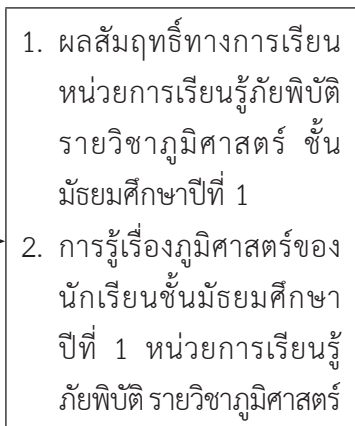 1. ผลสัมฤทธิ์ทางการเรียน
หน่วยการเรียนรู้ภัยพิบัติ
รายวิชาภูมิศาสตร์ ชั้น
มัธยมศึกษาปีที่ 1
2. การรู้เรื่องภูมิศาสตร์ของ
นักเรียนชั้นมัธยมศึกษา
ปีที่ 1 หน่วยการเรียนรู้
ภัยพิบัติ รายวิชาภูมิศาสตร์